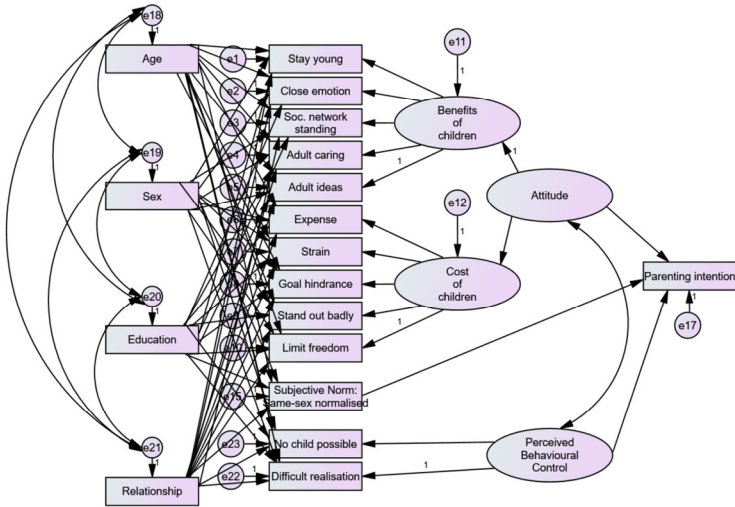 e18
1
Age
e1
Stay young
e11
1
e2
Close emotion
e3
Soc. network
standing
Benefits
of
children
e19
1
e4
Adult caring
1
1
Sex
e5
Adult ideas
Attitude
e12
Expense
1
Strain
Goal hindrance
Cost
of
children
Parenting intention
1
e17
e20
1
Stand out badly
1
Education
Limit freedom
e15
Subjective Norm:
Same-sex normalised
e21
1
e23
No child possible
Perceived
Behavioural
Control
1
e22
1
Difficult realisation
Relationship